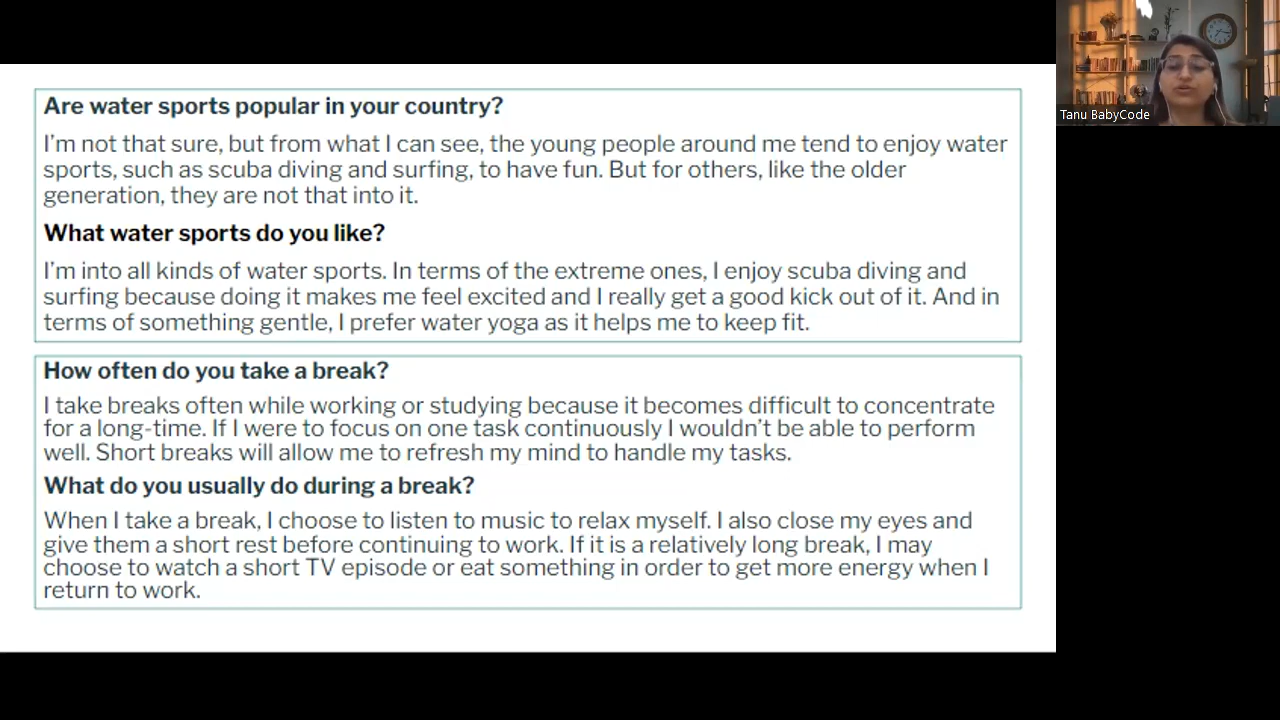 Are water sports popular in your country?
I'm not that sure, but from what I can see, the young people around me tend to enjoy water
sports, such as scuba diving and surfing, to have fun. But for others, like the older
generation, they are not that into it.
What water sports do you like?
I'm into all kinds of water sports. In terms of the extreme ones, I enjoy scuba diving and
surfing because doing it makes me feel excited and I really get a good kick out of it. And in
terms of something gentle, I prefer water yoga as it helps me to keep fit.
How often do you take a break?
I take breaks often while working or studying because it becomes difficult to concentrate
for a long-time. If I were to focus on one task continuously I wouldn't be able to perform
well. Short breaks will allow me to refresh my mind to handle my tasks.
What do you usually do during a break?
When I take a break, I choose to listen to music to relax myself. I also close my eyes and
give them a short rest before continuing to work. If it is a relatively long break, I may
choose to watch a short TV episode or eat something in order to get more energy when I
return to work.
Tanu BabyCode